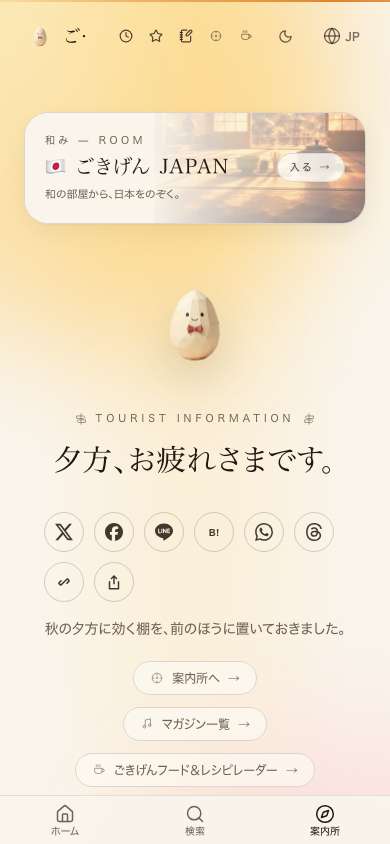 ご·
JP
和み — ROOM
ごきげん JAPAN
入る →
和の部屋から、日本をのぞく。
TOURIST INFORMATION
夕方、お疲れさまです。
LINE
B!
秋の夕方に効く棚を、前のほうに置いておきました。
案内所へ →
マガジン一覧 →
ごきげんフード&レシピレーダー →
ホーム
検索
案内所